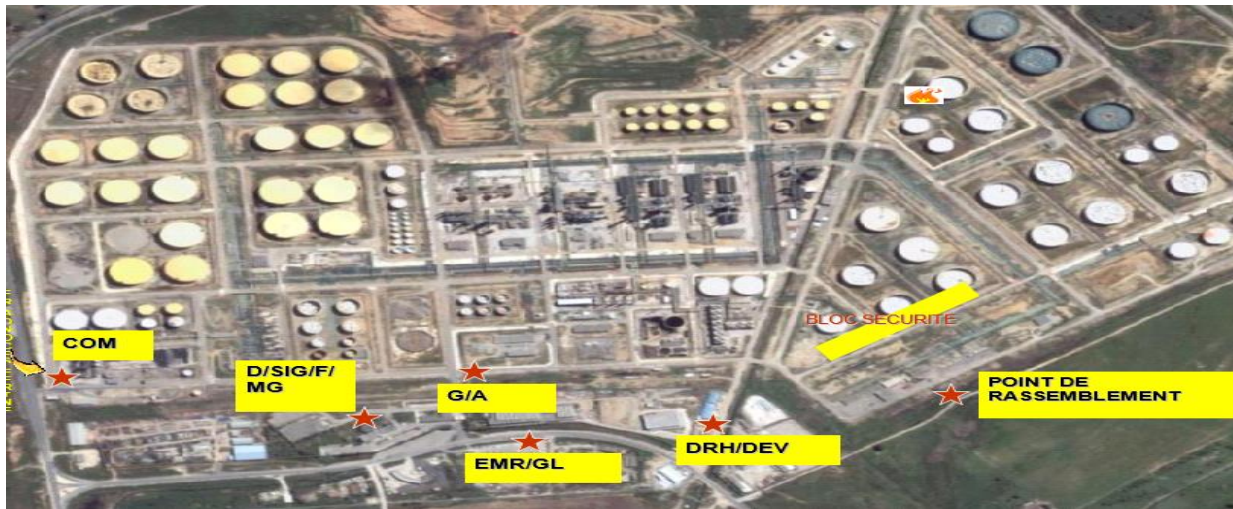 COM
D/SIG/F/
MG
G/A
EMR/GL
DRH/DEV
BLOC SECURITE
POINT DE
RASSEMBLEMENT